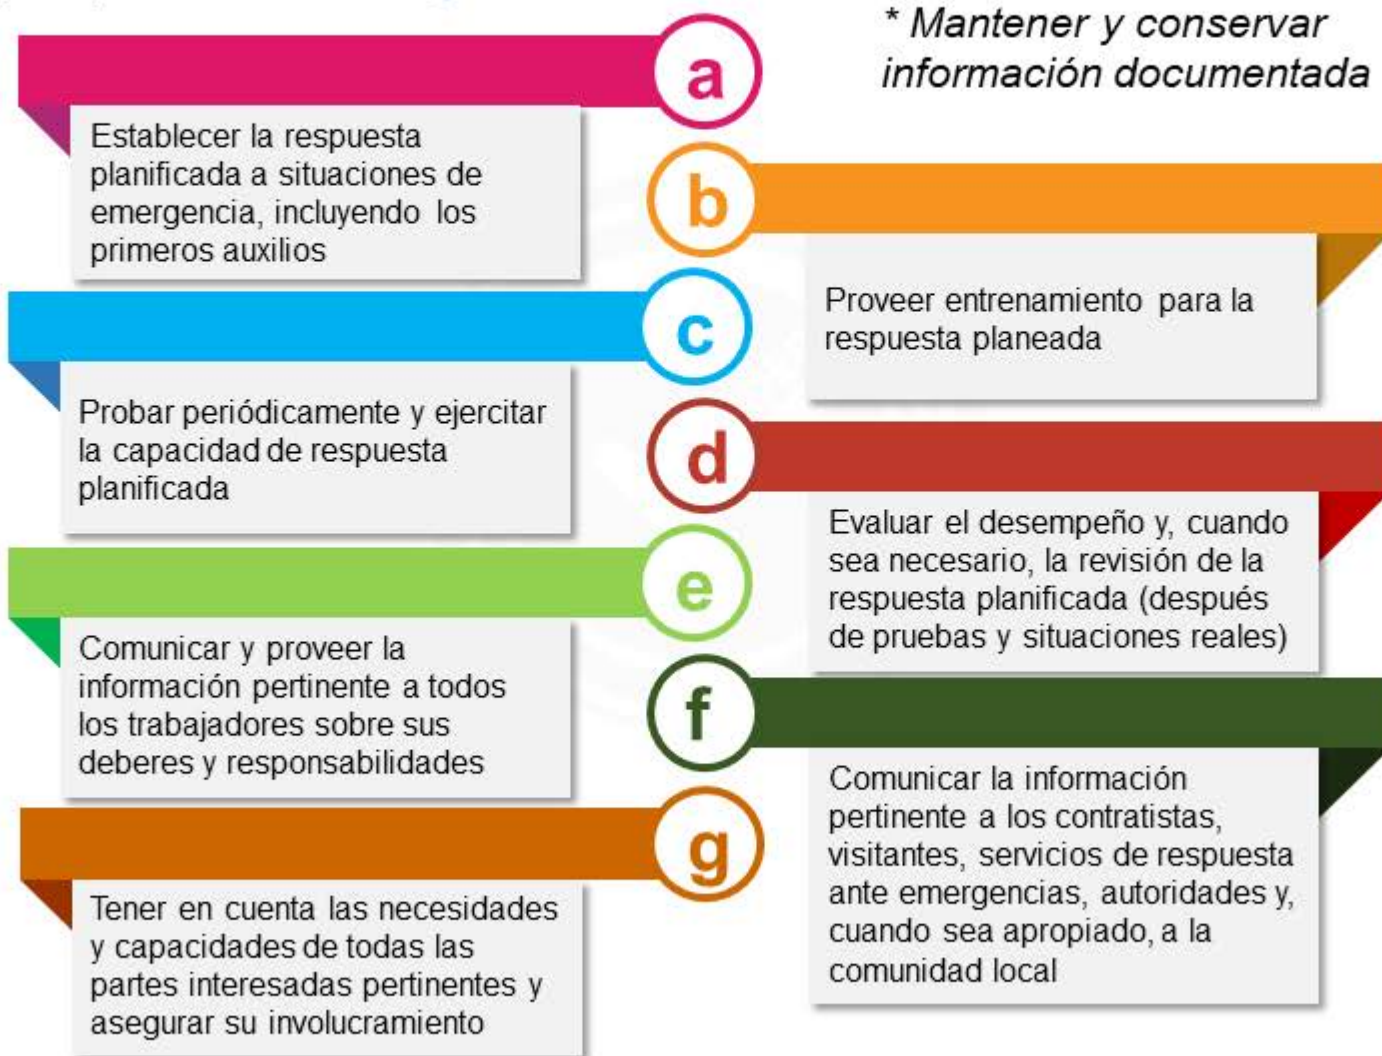 * Mantener y conservar
información documentada
a
Establecer la respuesta
planificada a situaciones de
emergencia, incluyendo los
primeros auxilios
b
Proveer entrenamiento para la
respuesta planeada
c
Probar periódicamente y ejercitar
la capacidad de respuesta
planificada
d
Evaluar el desempeño y, cuando
sea necesario, la revisión de la
respuesta planificada (después
de pruebas y situaciones reales)
e
Comunicar y proveer la
información pertinente a todos
los trabajadores sobre sus
deberes y responsabilidades
f
Comunicar la información
pertinente a los contratistas,
visitantes, servicios de respuesta
ante emergencias, autoridades y,
cuando sea apropiado, a la
comunidad local
g
Tener en cuenta las necesidades
y capacidades de todas las
partes interesadas pertinentes y
asegurar su involucramiento